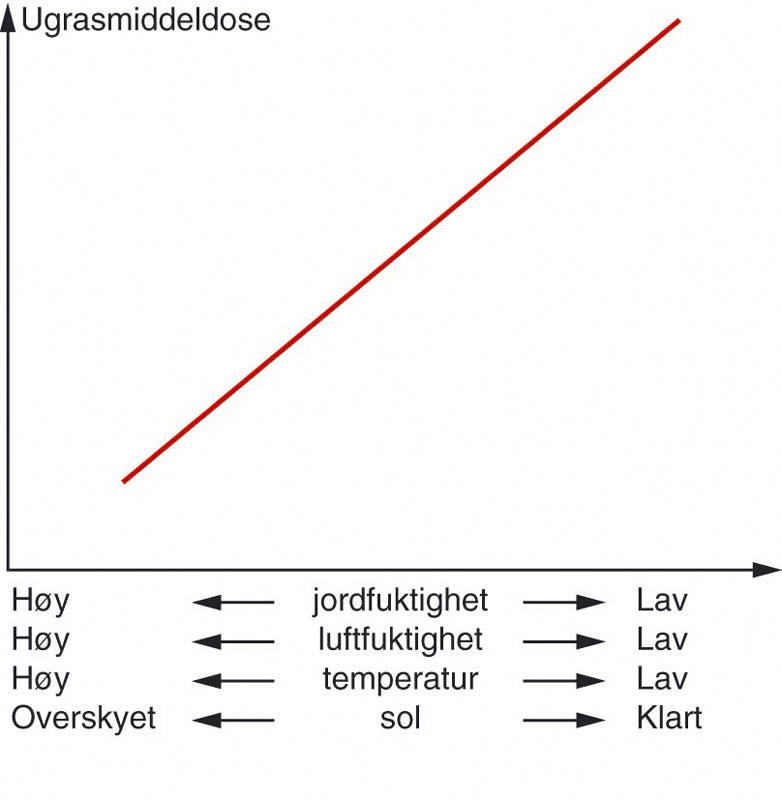 Ugrasmiddeldose
Høy jordfuktighet Lav
Høy luftfuktighet Lav
Høy temperatur Lav
Overskyet sol Klart